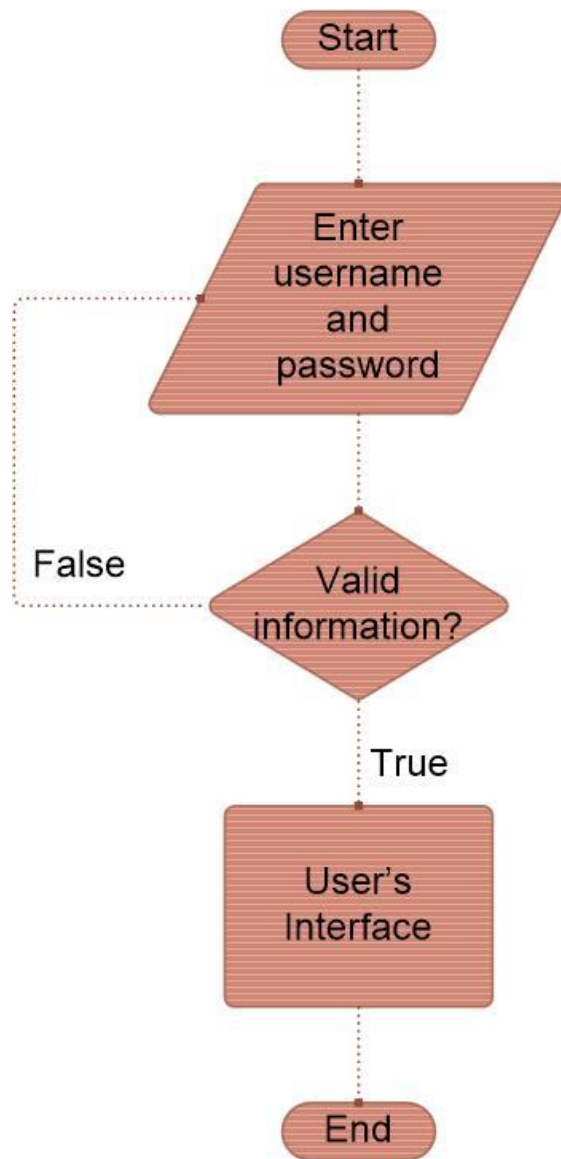 Start
Enter
username
and
password
False
Valid
information?
True
User’s
Interface
End